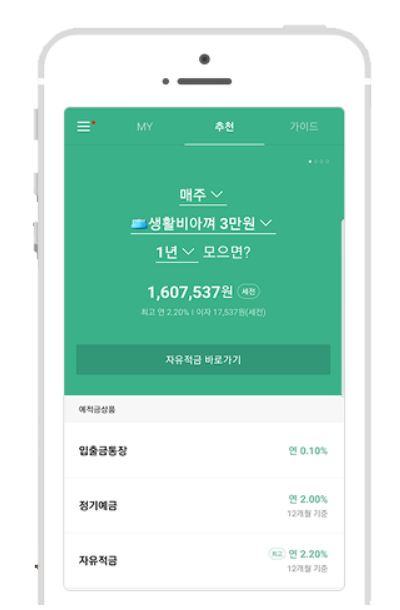 MY
추천
가이드
매주
생활비아껴 3만원
1년 모으면?
1,607,537원 세전
최고 연 2.20% | 이자 17,537원(세전)
자유적금 바로가기
예적금상품
입출금통장
연 0.10%
정기예금
연 2.00%
12개월 기준
자유적금
최고 연 2.20%
12개월 기준